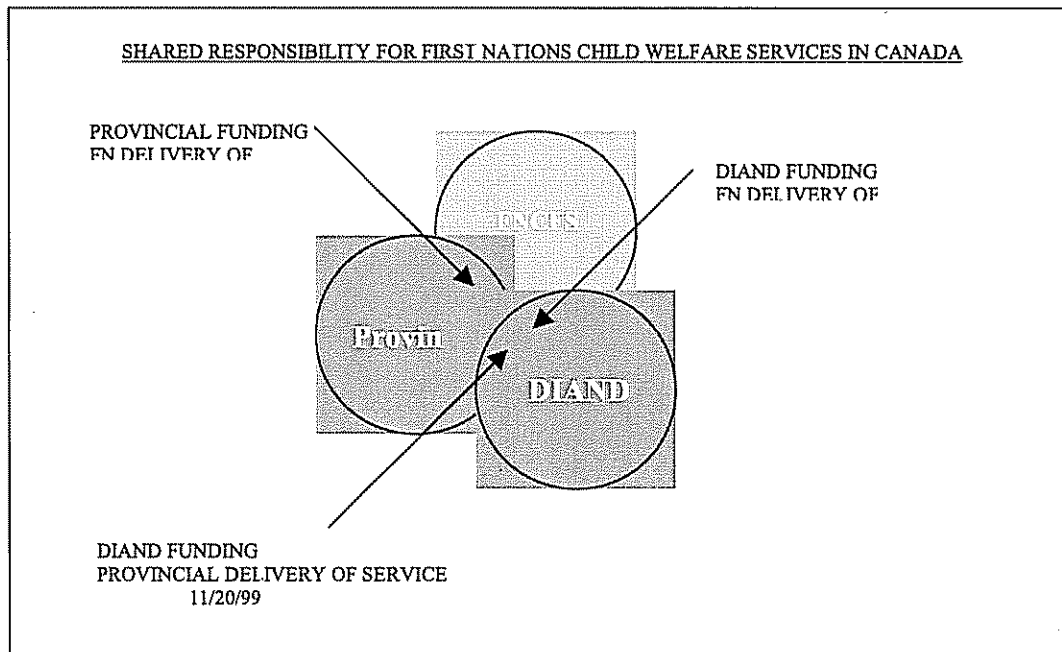 SHARED RESPONSIBILITY FOR FIRST NATIONS CHILD WELFARE SERVICES IN CANADA
PROVINCIAL FUNDING
FN DELIVERY OF
DIAND FUNDING
FN DELIVERY OF
FNCFS
Provin
DIAND
DIAND FUNDING
PROVINCIAL DELIVERY OF SERVICE
11/20/99